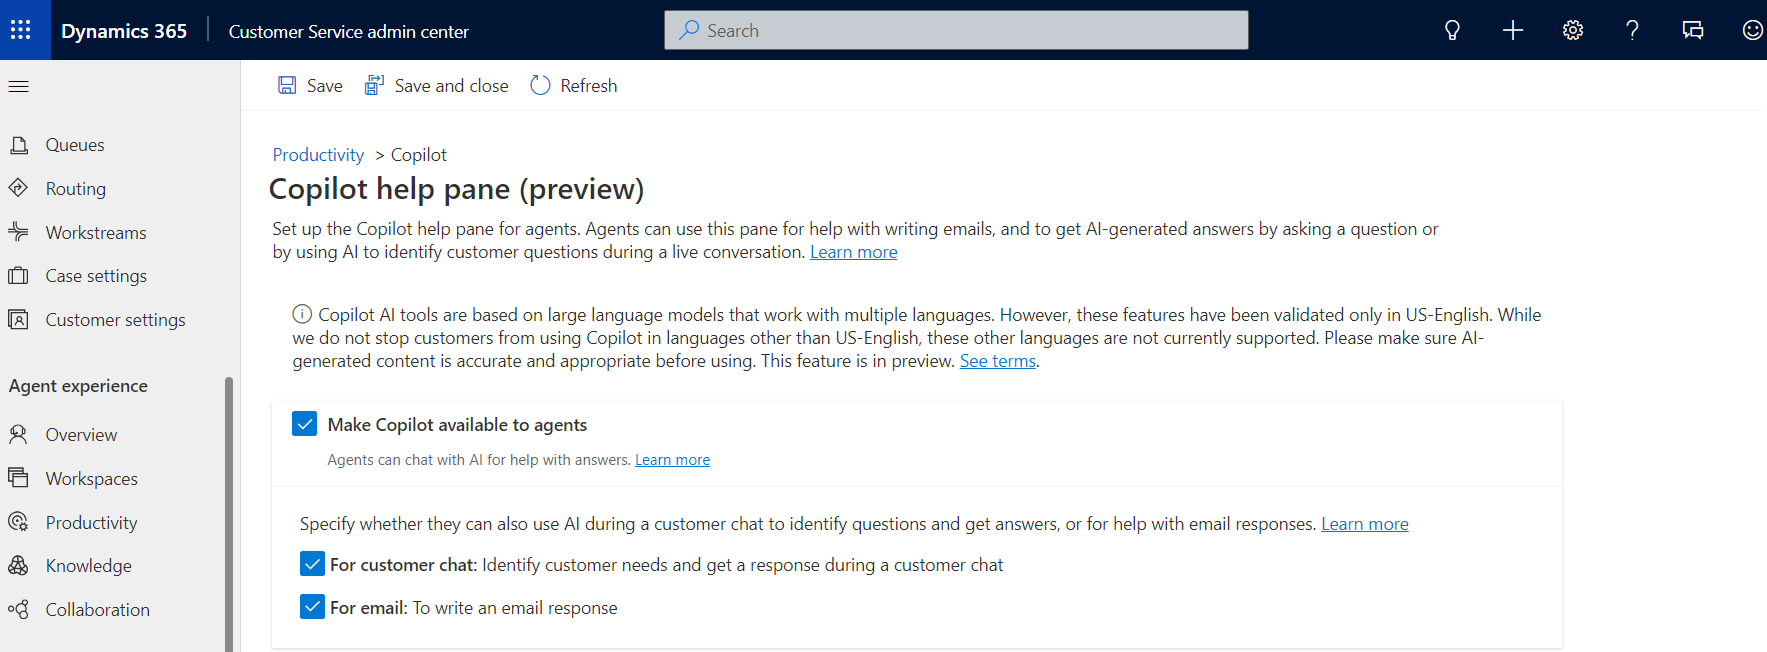 Dynamics 365
Customer Service admin center
Search
Save
Save and close
Refresh
Queues
Routing
Workstreams
Case settings
Customer settings
Agent experience
Overview
Workspaces
Productivity
Knowledge
Collaboration
Productivity > Copilot
Copilot help pane (preview)
Set up the Copilot help pane for agents. Agents can use this pane for help with writing emails, and to get AI-generated answers by asking a question or
by using AI to identify customer questions during a live conversation. Learn more
Copilot AI tools are based on large language models that work with multiple languages. However, these features have been validated only in US-English. While
we do not stop customers from using Copilot in languages other than US-English, these other languages are not currently supported. Please make sure AI-
generated content is accurate and appropriate before using. This feature is in preview. See terms.
Make Copilot available to agents
Agents can chat with AI for help with answers. Learn more
Specify whether they can also use AI during a customer chat to identify questions and get answers, or for help with email responses. Learn more
For customer chat: Identify customer needs and get a response during a customer chat
For email: To write an email response